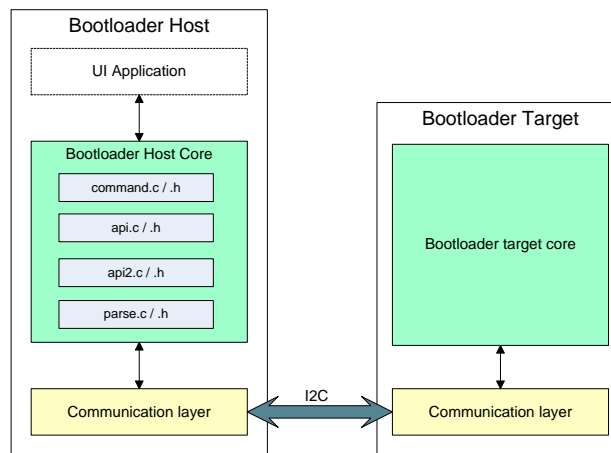 Bootloader Host
UI Application
Bootloader Host Core
command.c / .h
api.c / .h
api2.c / .h
parse.c / .h
Communication layer
I2C
Bootloader Target
Bootloader target core
Communication layer